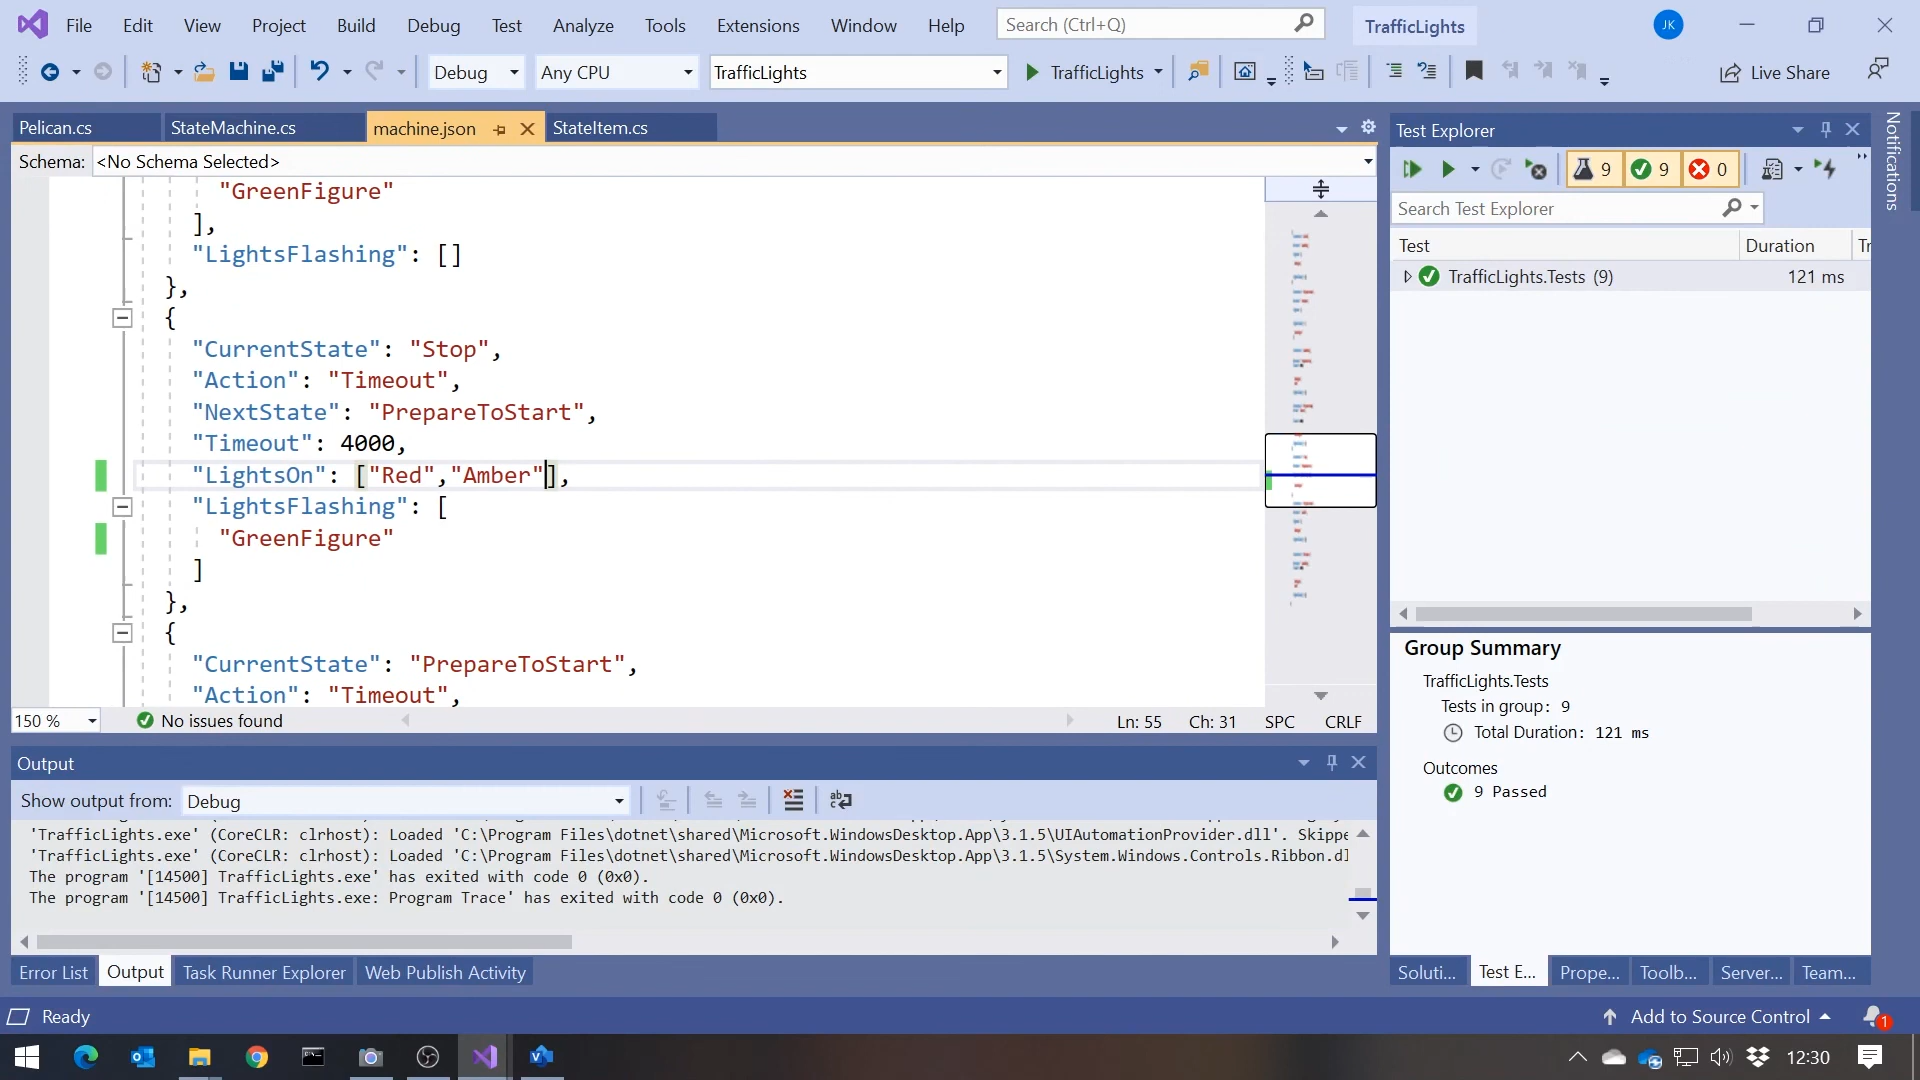 File Edit View Project Build Debug Test Analyze Tools Extensions Window Help Search (Ctrl+Q) TrafficLights JK
Debug Any CPU TrafficLights TrafficLights Live Share
Pelican.cs StateMachine.cs machine.json StateItem.cs
Schema: <No Schema Selected>
"GreenFigure"
],
"LightsFlashing": []
},
{
"CurrentState": "Stop",
"Action": "Timeout",
"NextState": "PrepareToStart",
"Timeout": 4000,
"LightsOn": ["Red","Amber"],
"LightsFlashing": [
"GreenFigure"
]
},
{
"CurrentState": "PrepareToStart",
"Action": "Timeout",
150 % No issues found Ln: 55 Ch: 31 SPC CRLF
Output
Show output from: Debug
'TrafficLights.exe' (CoreCLR: clrhost): Loaded 'C:\Program Files\dotnet\shared\Microsoft.WindowsDesktop.App\3.1.5\UIAutomationProvider.dll'. Skippe
'TrafficLights.exe' (CoreCLR: clrhost): Loaded 'C:\Program Files\dotnet\shared\Microsoft.WindowsDesktop.App\3.1.5\System.Windows.Controls.Ribbon.dl
The program '[14500] TrafficLights.exe' has exited with code 0 (0x0).
The program '[14500] TrafficLights.exe: Program Trace' has exited with code 0 (0x0).
Error List Output Task Runner Explorer Web Publish Activity
Test Explorer
9 9 0
Search Test Explorer
Test Duration Tr
TrafficLights.Tests (9) 121 ms
Group Summary
TrafficLights.Tests
Tests in group: 9
Total Duration: 121 ms
Outcomes
9 Passed
Soluti... Test E... Prope... Toolb... Server... Team...
Notifications
Ready Add to Source Control 1
12:30